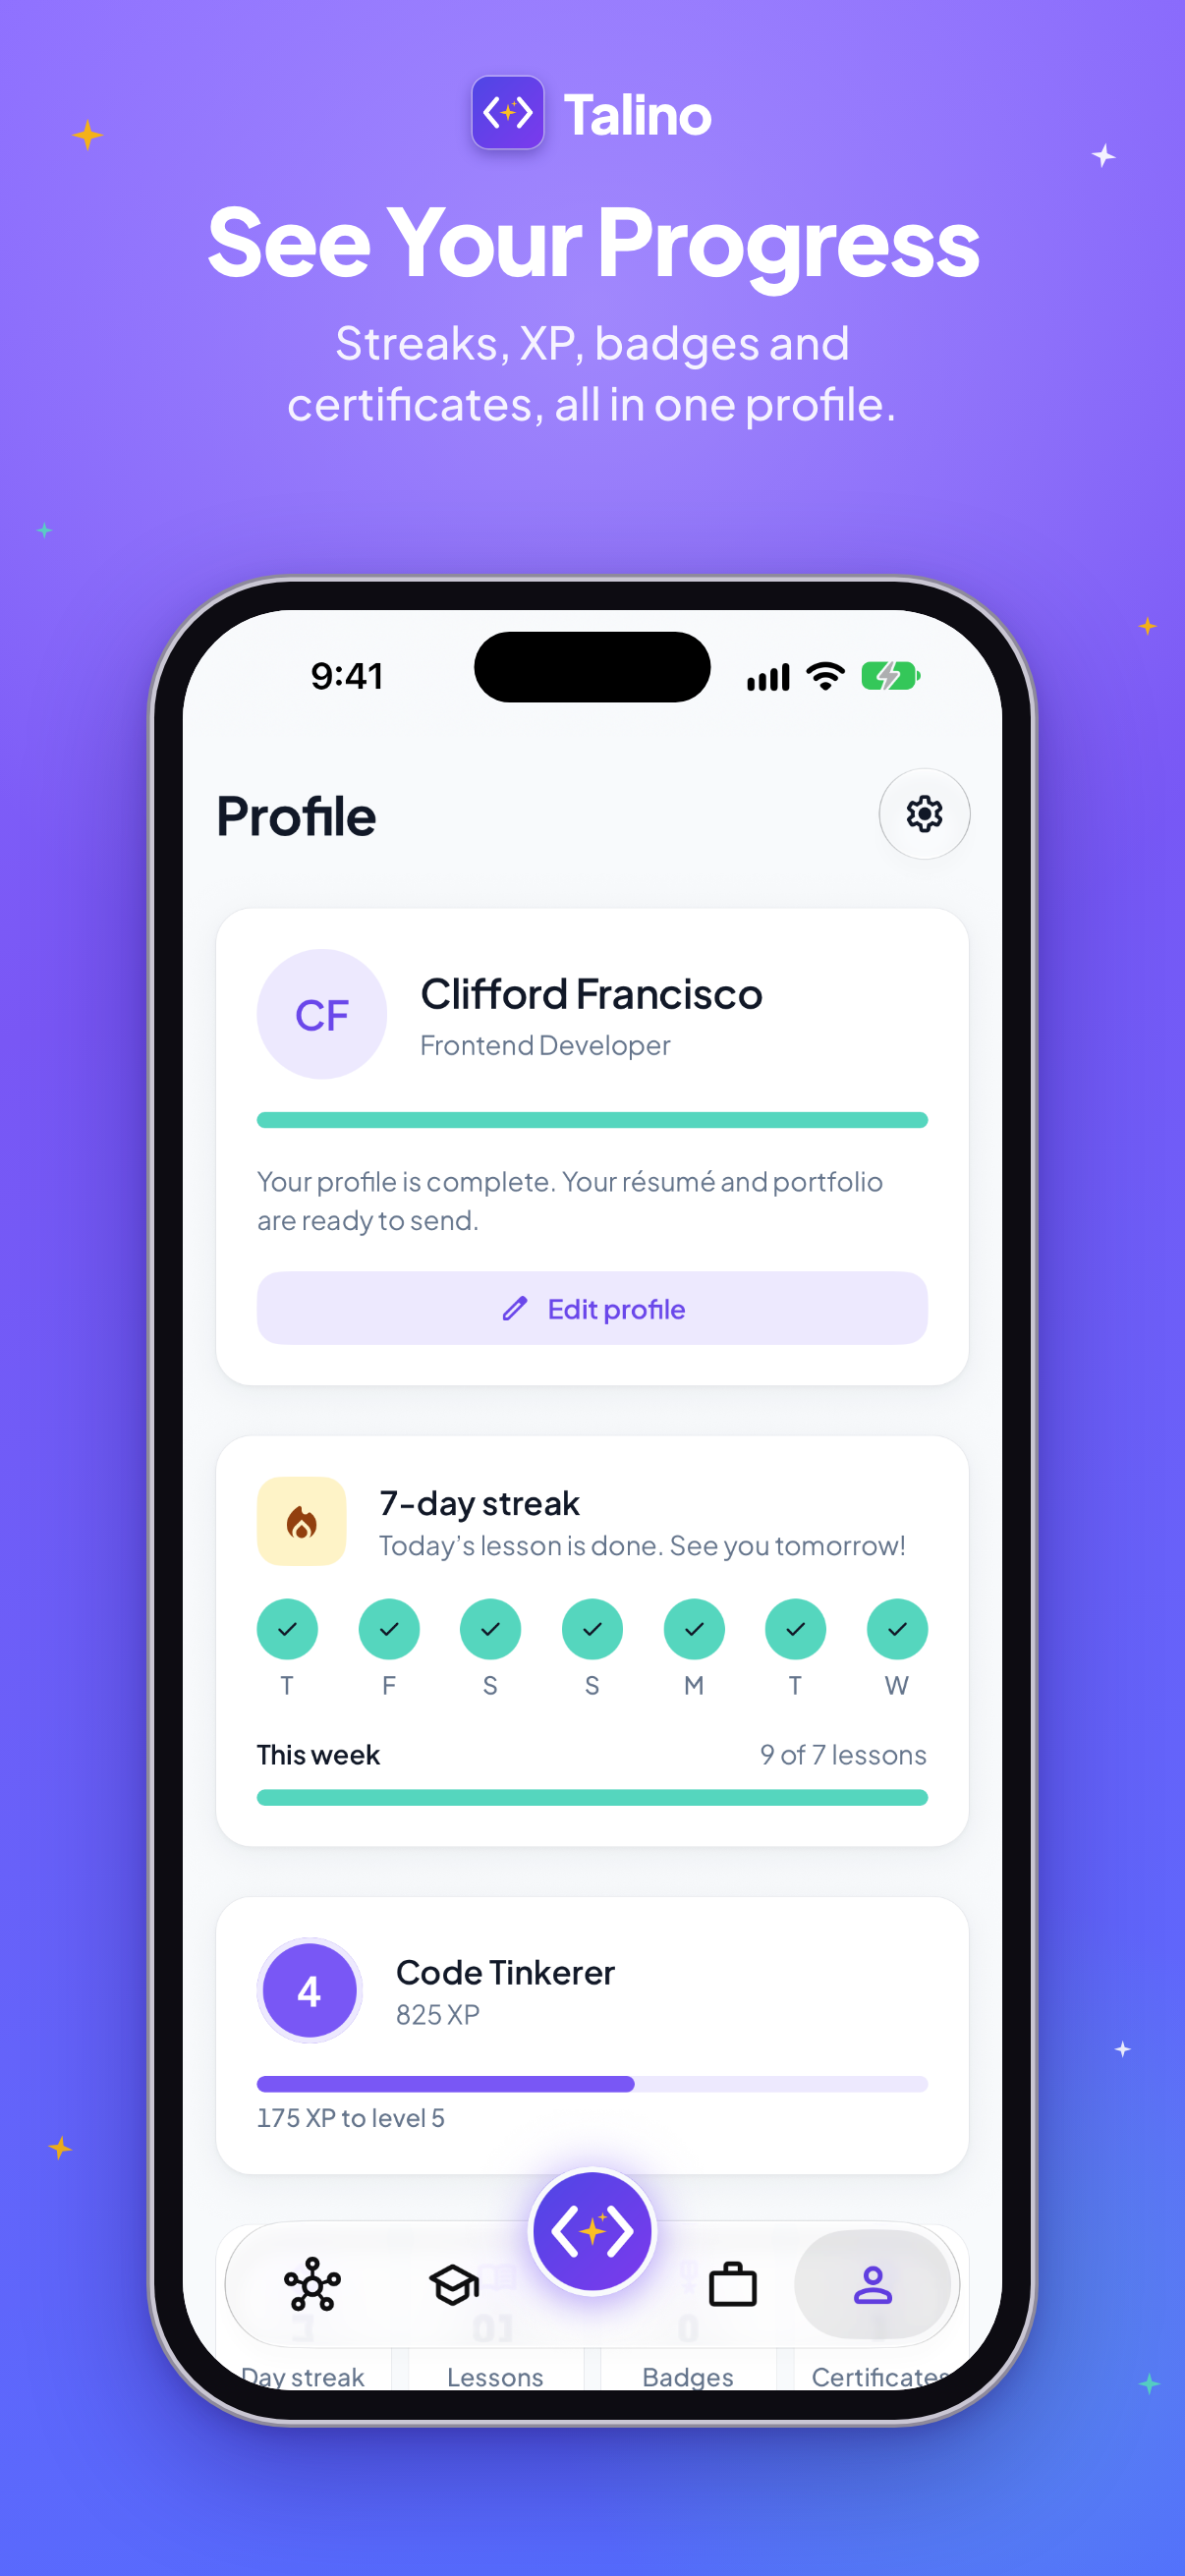 Talino
See Your Progress
Streaks, XP, badges and
certificates, all in one profile.
9:41
Profile
CF
Clifford Francisco
Frontend Developer
Your profile is complete. Your résumé and portfolio
are ready to send.
Edit profile
7-day streak
Today’s lesson is done. See you tomorrow!
T F S S M T W
This week 9 of 7 lessons
4
Code Tinkerer
825 XP
175 XP to level 5
Day streak Lessons Badges Certificates